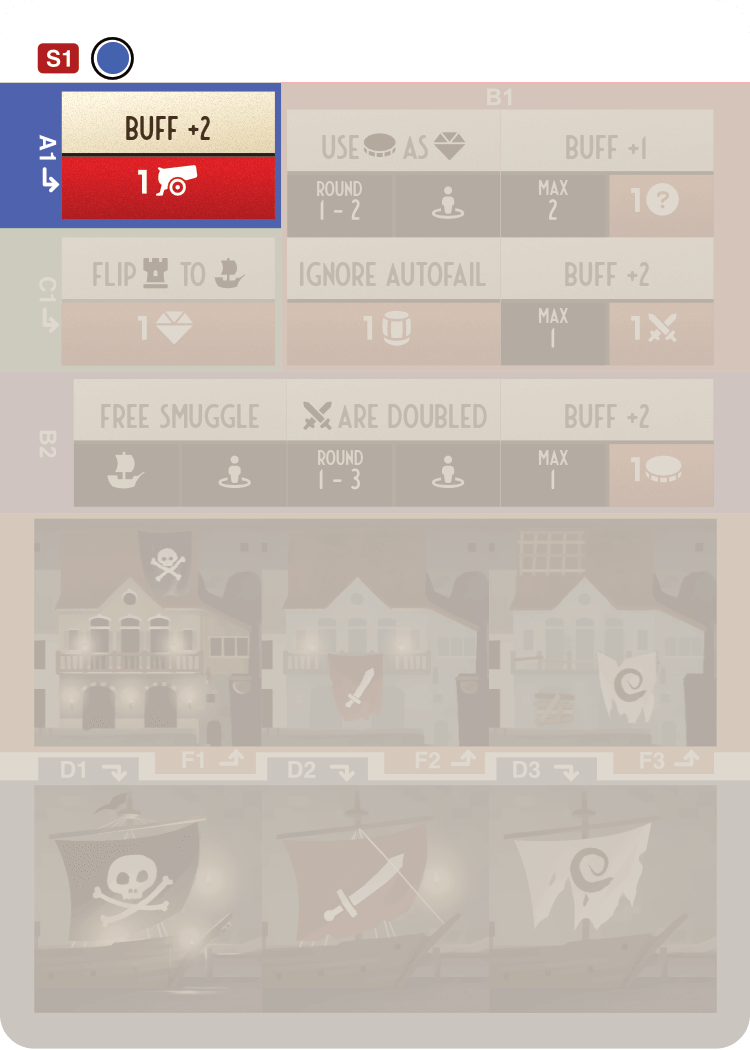 S1
A1
BUFF +2
1
B1
USE AS
BUFF +1
ROUND
1 - 2
MAX
2
1 ?
C1
FLIP TO
1
IGNORE AUTOFAIL
1
BUFF +2
MAX
1
1
B2
FREE SMUGGLE
ARE DOUBLED
ROUND
1 - 3
BUFF +2
MAX
1
1
D1
F1
D2
F2
D3
F3